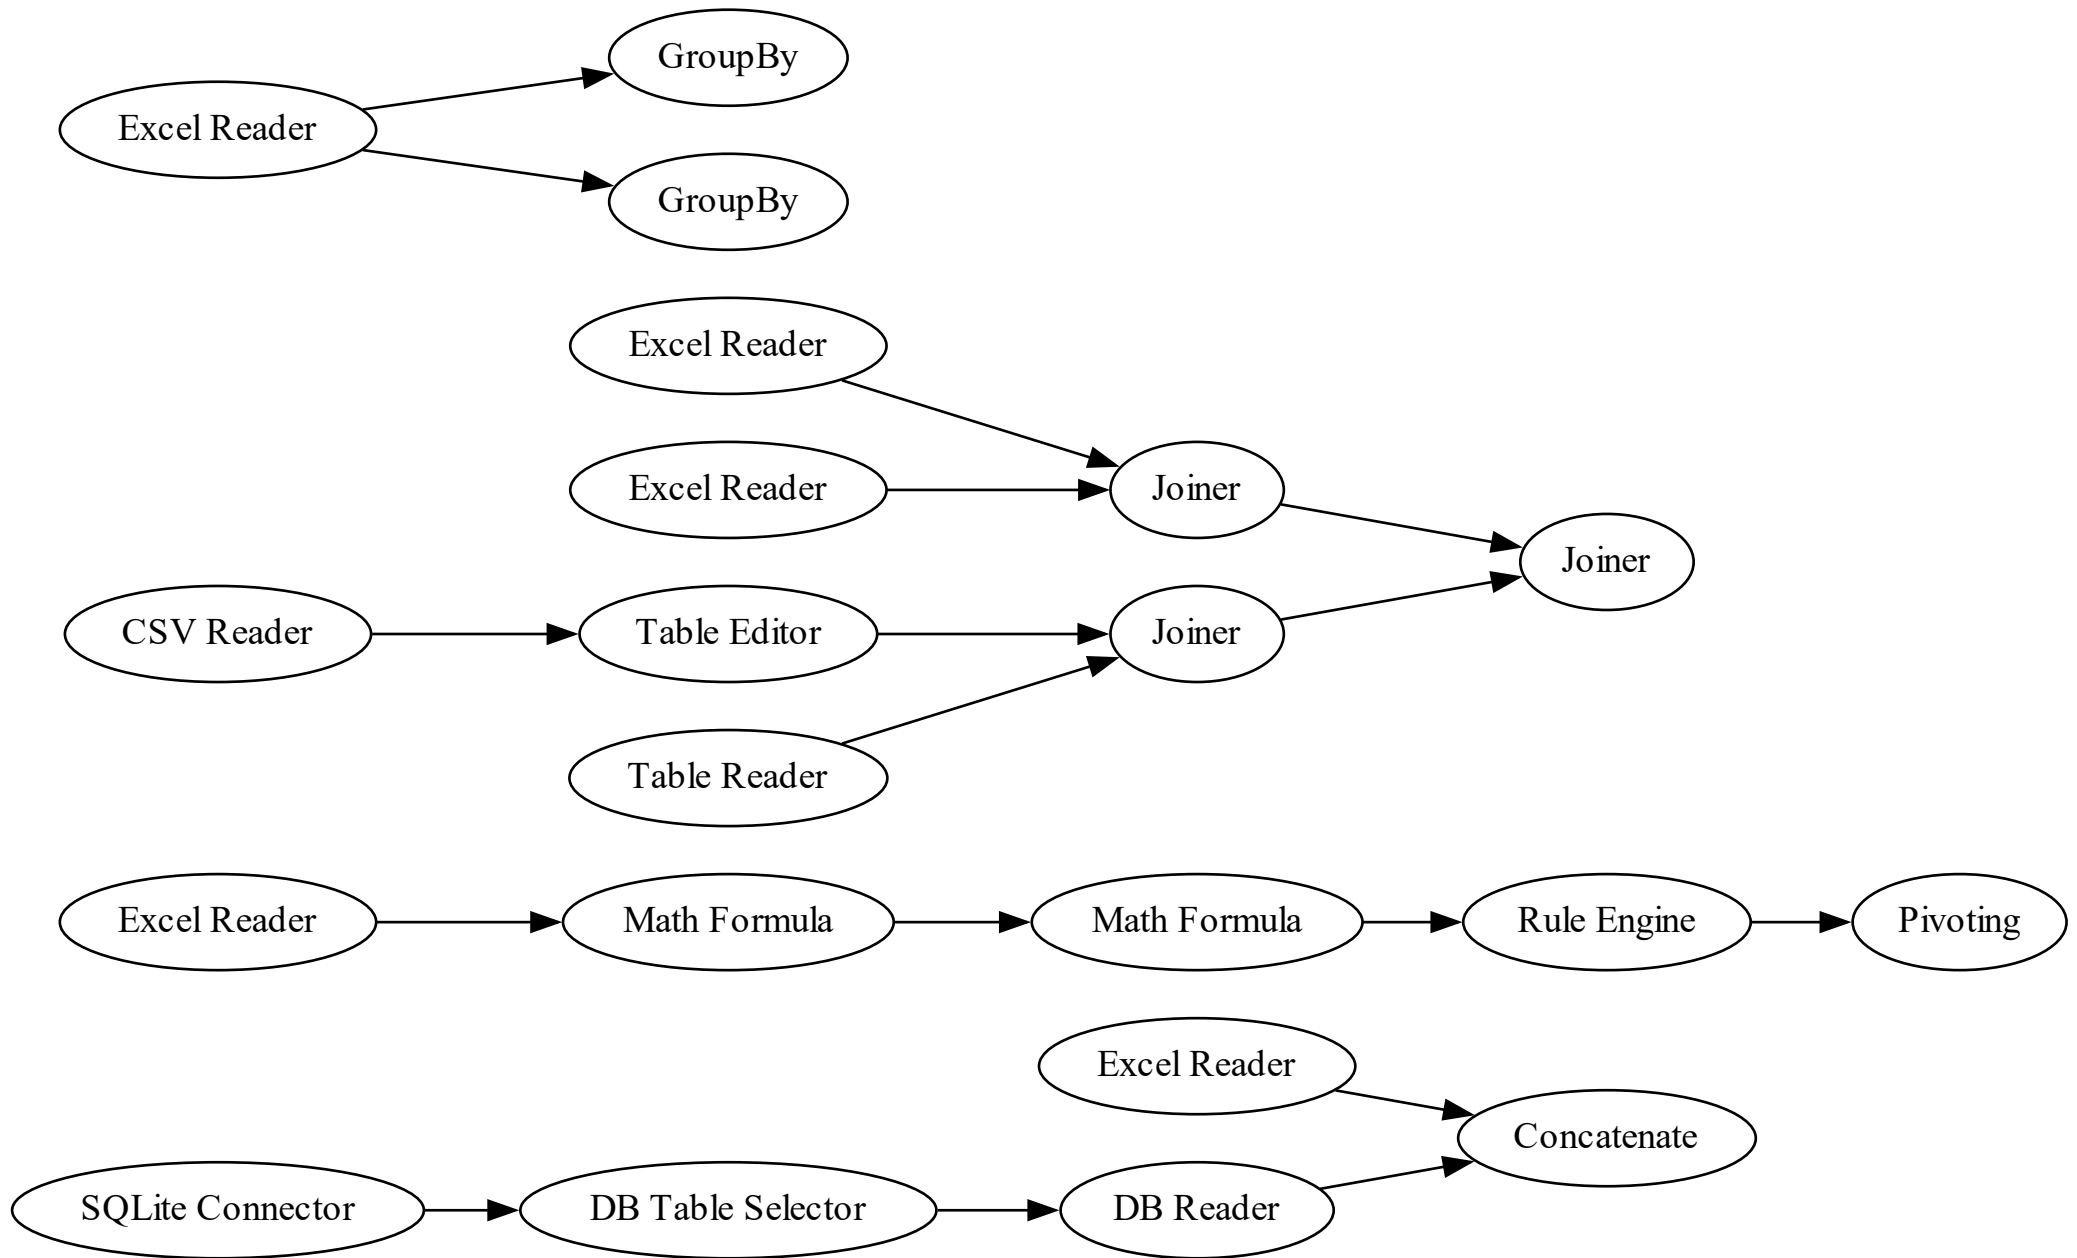 GroupBy
Excel Reader
GroupBy
Excel Reader
Excel Reader
Joiner
Joiner
CSV Reader
Table Editor
Joiner
Table Reader
Excel Reader
Math Formula
Math Formula
Rule Engine
Pivoting
Excel Reader
Concatenate
SQLite Connector
DB Table Selector
DB Reader